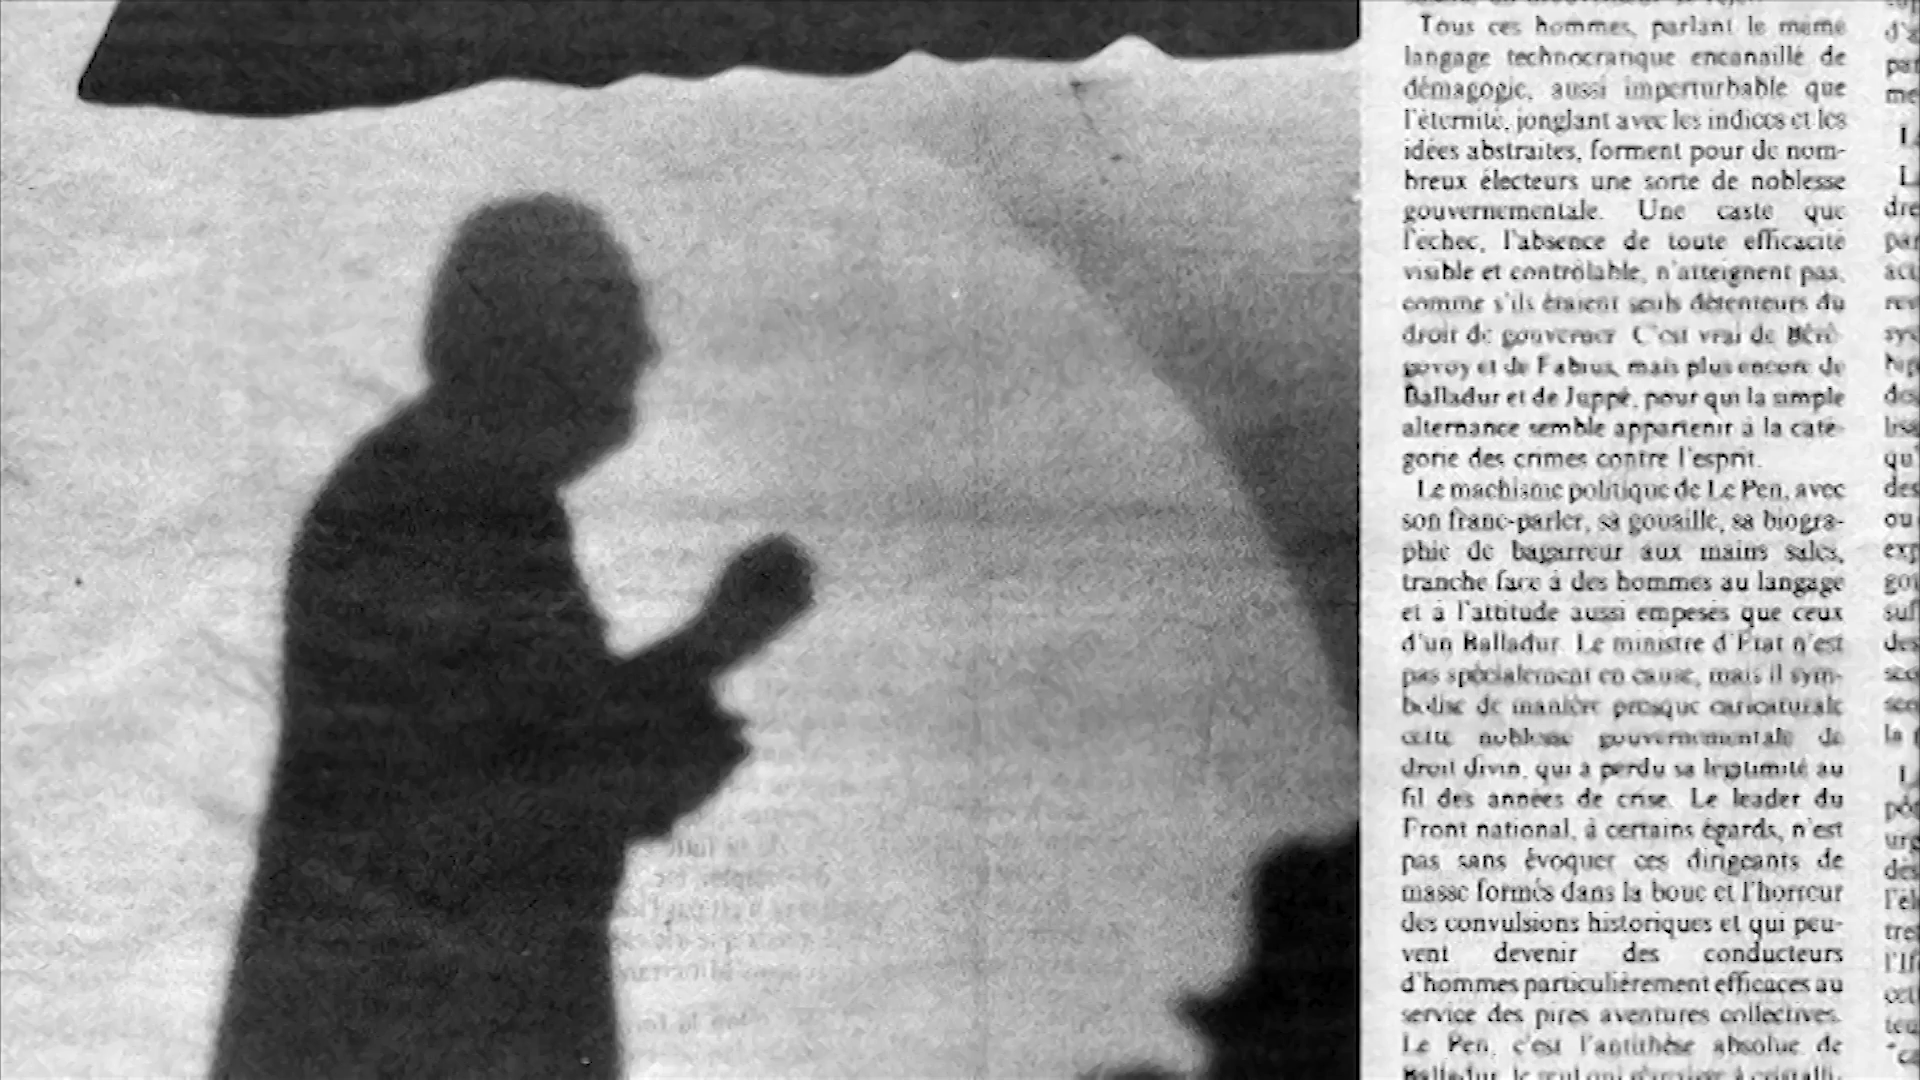 Tous ces hommes, parlant le même
langage technocratique encanaillé de
démagogie, aussi imperturbable que
l'éternité, jonglant avec les indices et les
idées abstraites, forment pour de nom-
breux électeurs une sorte de noblesse
gouvernementale. Une caste que
l'échec, l'absence de toute efficacité
visible et contrôlable, n'atteignent pas,
comme s'ils étaient seuls détenteurs du
droit de gouverner. C'est vrai de Béré-
govoy et de Fabius, mais plus encore de
Balladur et de Juppé, pour qui la simple
alternance semble appartenir à la caté-
gorie des crimes contre l'esprit.
Le machisme politique de Le Pen, avec
son franc-parler, sa gouaille, sa biogra-
phie de bagarreur aux mains sales,
tranche face à des hommes au langage
et à l'attitude aussi empesés que ceux
d'un Balladur. Le ministre d'État n'est
pas spécialement en cause, mais il sym-
bolise de manière presque caricaturale
cette noblesse gouvernementale de
droit divin, qui a perdu sa légitimité au
fil des années de crise. Le leader du
Front national, à certains égards, n'est
pas sans évoquer ces dirigeants de
masse formés dans la boue et l'horreur
des convulsions historiques et qui peu-
vent devenir des conducteurs
d'hommes particulièrement efficaces au
service des pires aventures collectives.
Le Pen, c'est l'antithèse absolue de
Balladur, le seul qui